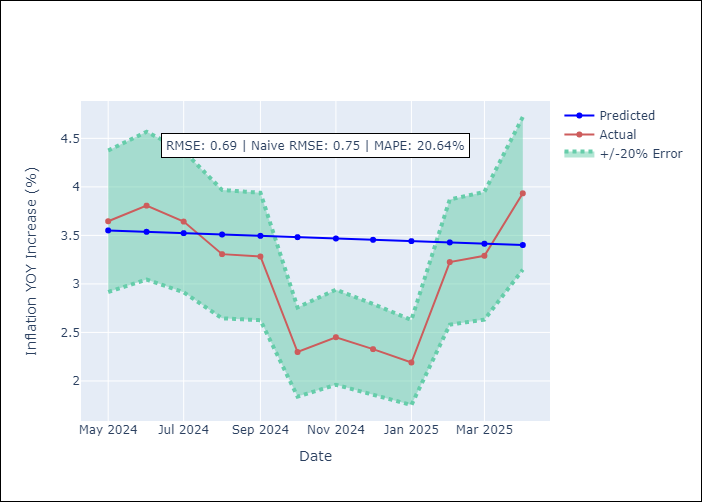 Predicted
Actual
+/-20% Error
RMSE: 0.69 | Naive RMSE: 0.75 | MAPE: 20.64%
4.5
4
3.5
3
2.5
2
Inflation YOY Increase (%)
May 2024 Jul 2024 Sep 2024 Nov 2024 Jan 2025 Mar 2025
Date